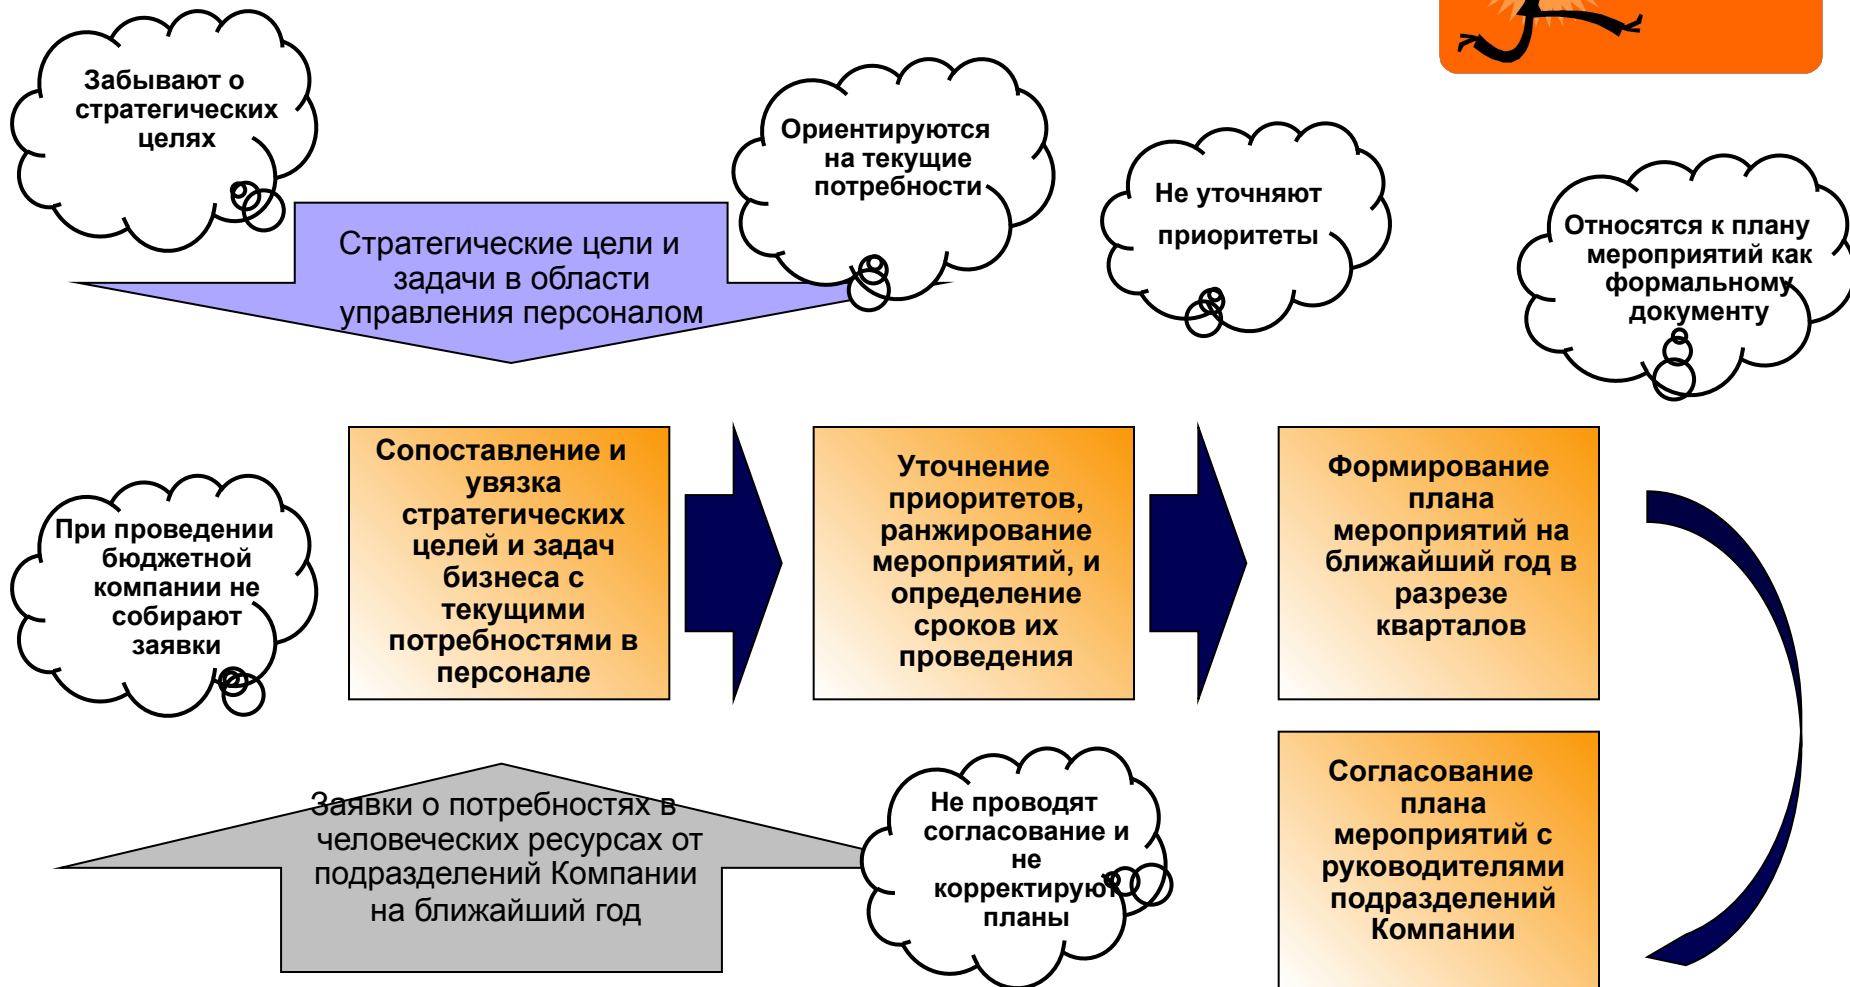 Забывают о
стратегических
целях
Ориентируются
на текущие
потребности
Не уточняют
приоритеты
Относятся к плану
мероприятий как
формальному
документу
Стратегические цели и
задачи в области
управления персоналом
При проведении
бюджетной
компании не
собирают
заявки
Сопоставление и
увязка
стратегических
целей и задач
бизнеса с
текущими
потребностями в
персонале
Уточнение
приоритетов,
ранжирование
мероприятий, и
определение
сроков их
проведения
Формирование
плана
мероприятий на
ближайший год в
разрезе
кварталов
Заявки о потребностях в
человеческих ресурсах от
подразделений Компании
на ближайший год
Не проводят
согласование и
не
корректируют
планы
Согласование
плана
мероприятий с
руководителями
подразделений
Компании